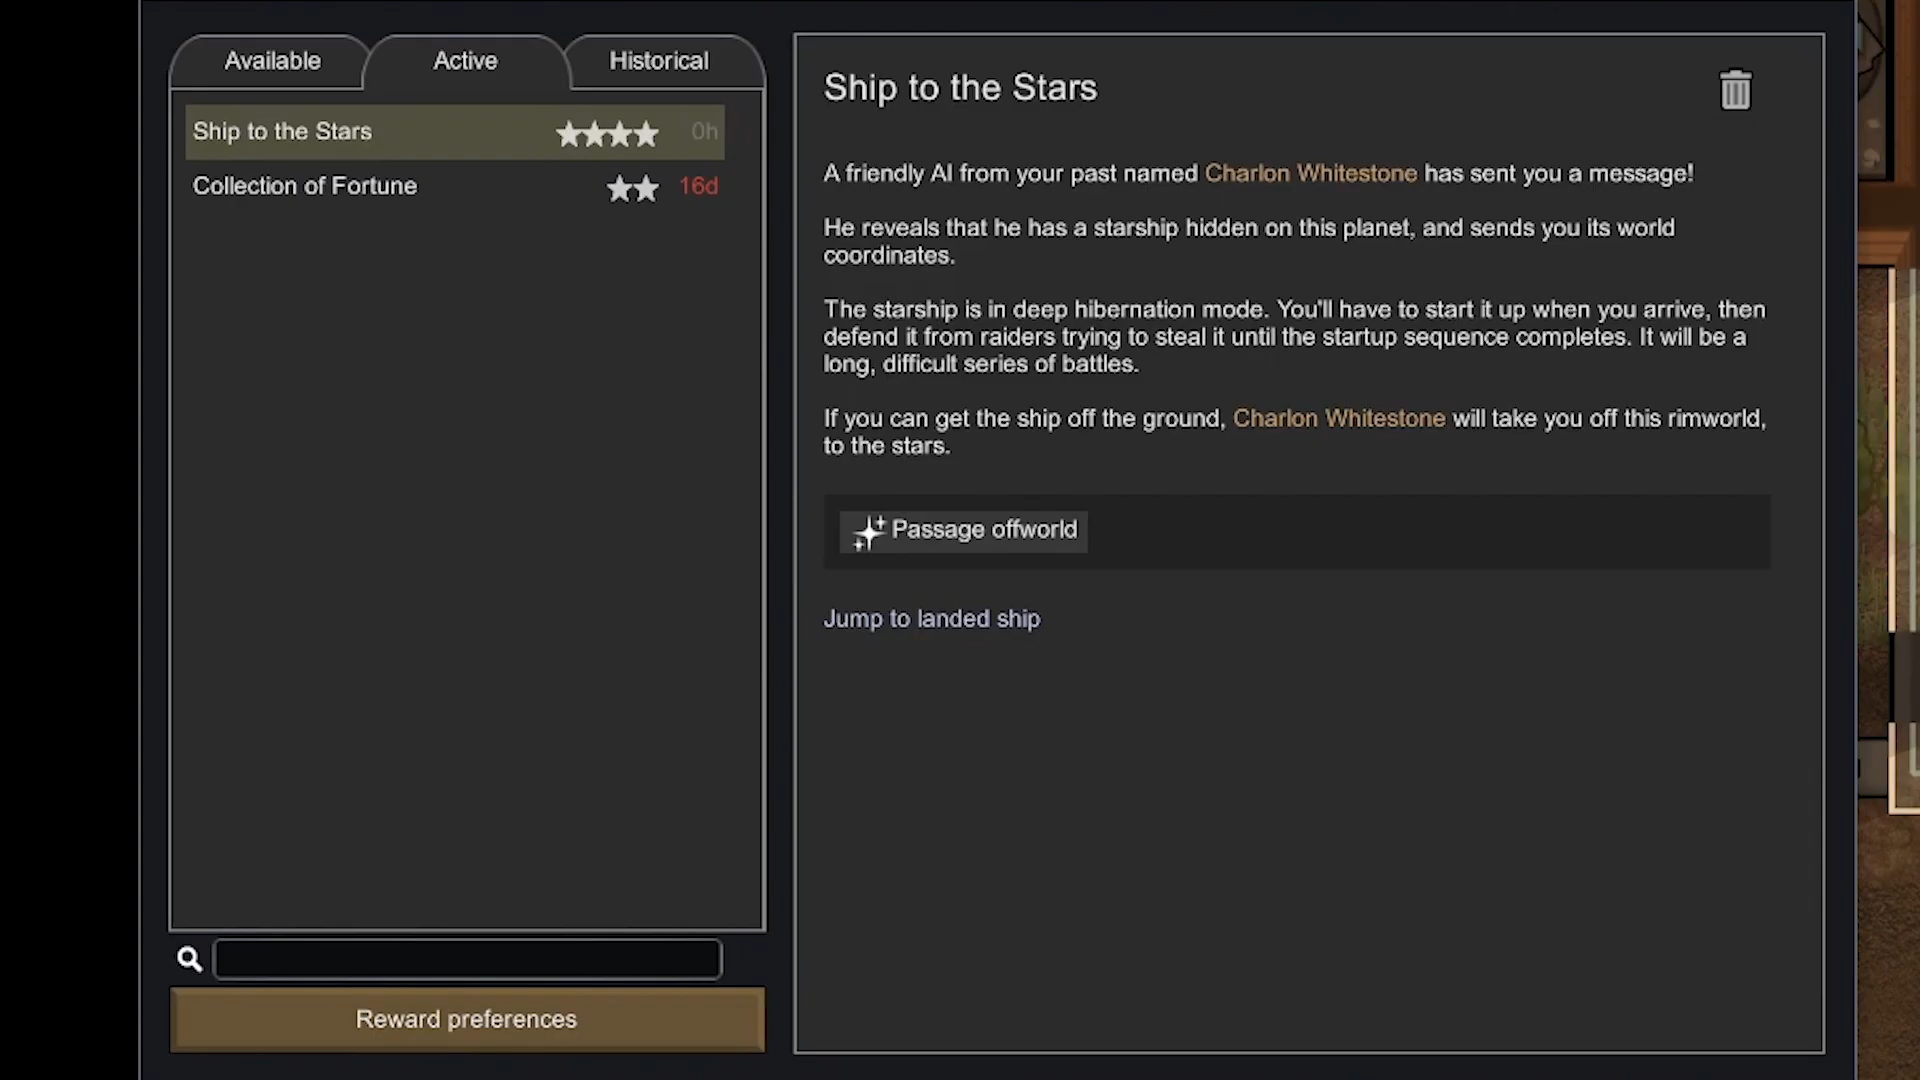 Available
Active
Historical
Ship to the Stars
0h
Collection of Fortune
16d
Reward preferences
Ship to the Stars
A friendly AI from your past named Charlon Whitestone has sent you a message!
He reveals that he has a starship hidden on this planet, and sends you its world
coordinates.
The starship is in deep hibernation mode. You'll have to start it up when you arrive, then
defend it from raiders trying to steal it until the startup sequence completes. It will be a
long, difficult series of battles.
If you can get the ship off the ground, Charlon Whitestone will take you off this rimworld,
to the stars.
Passage offworld
Jump to landed ship